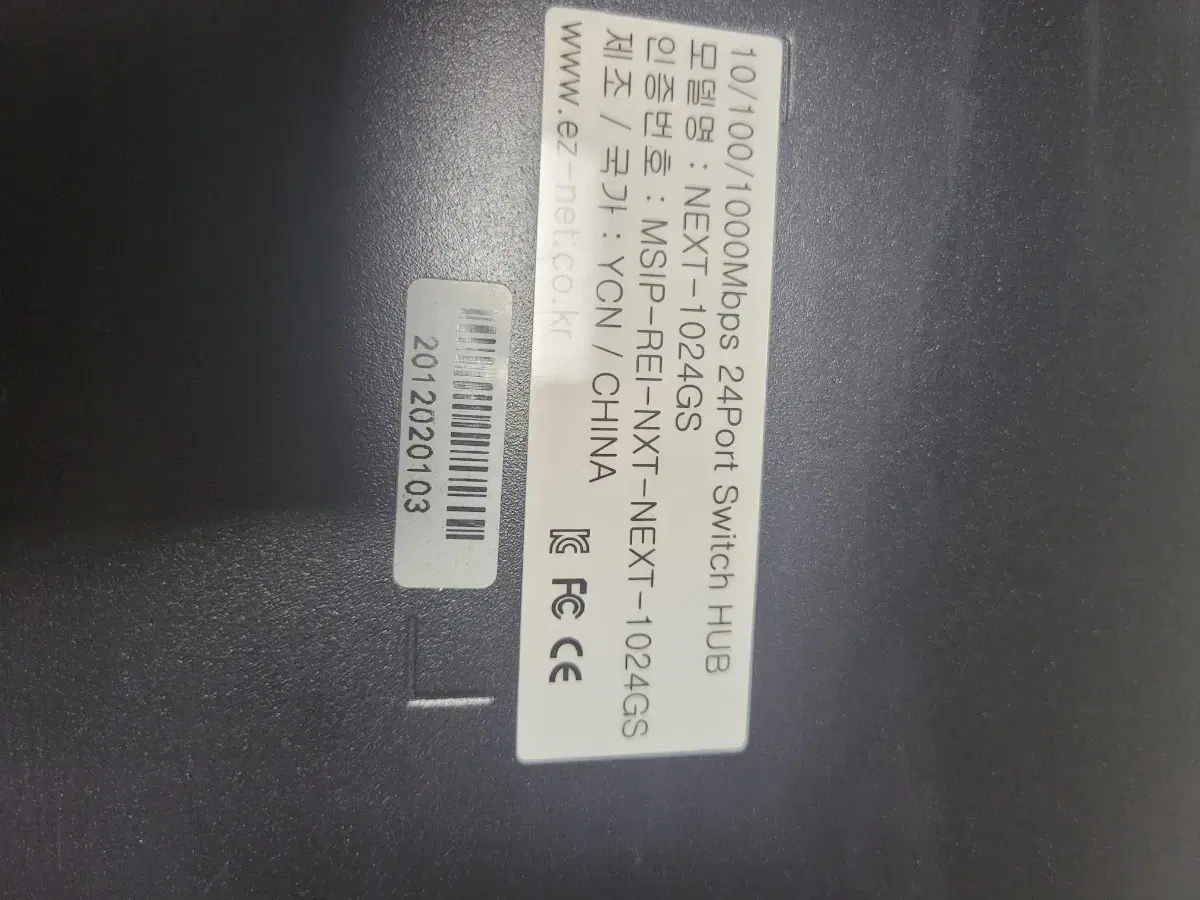 10/100/1000Mbps 24Port Switch HUB
모델명 : NEXT-1024GS
인증번호 : MSIP-REI-NXT-NEXT-1024GS
제조 / 국가 : YCN / CHINA
www.ez-net.co.kr
FC CE
2012020103